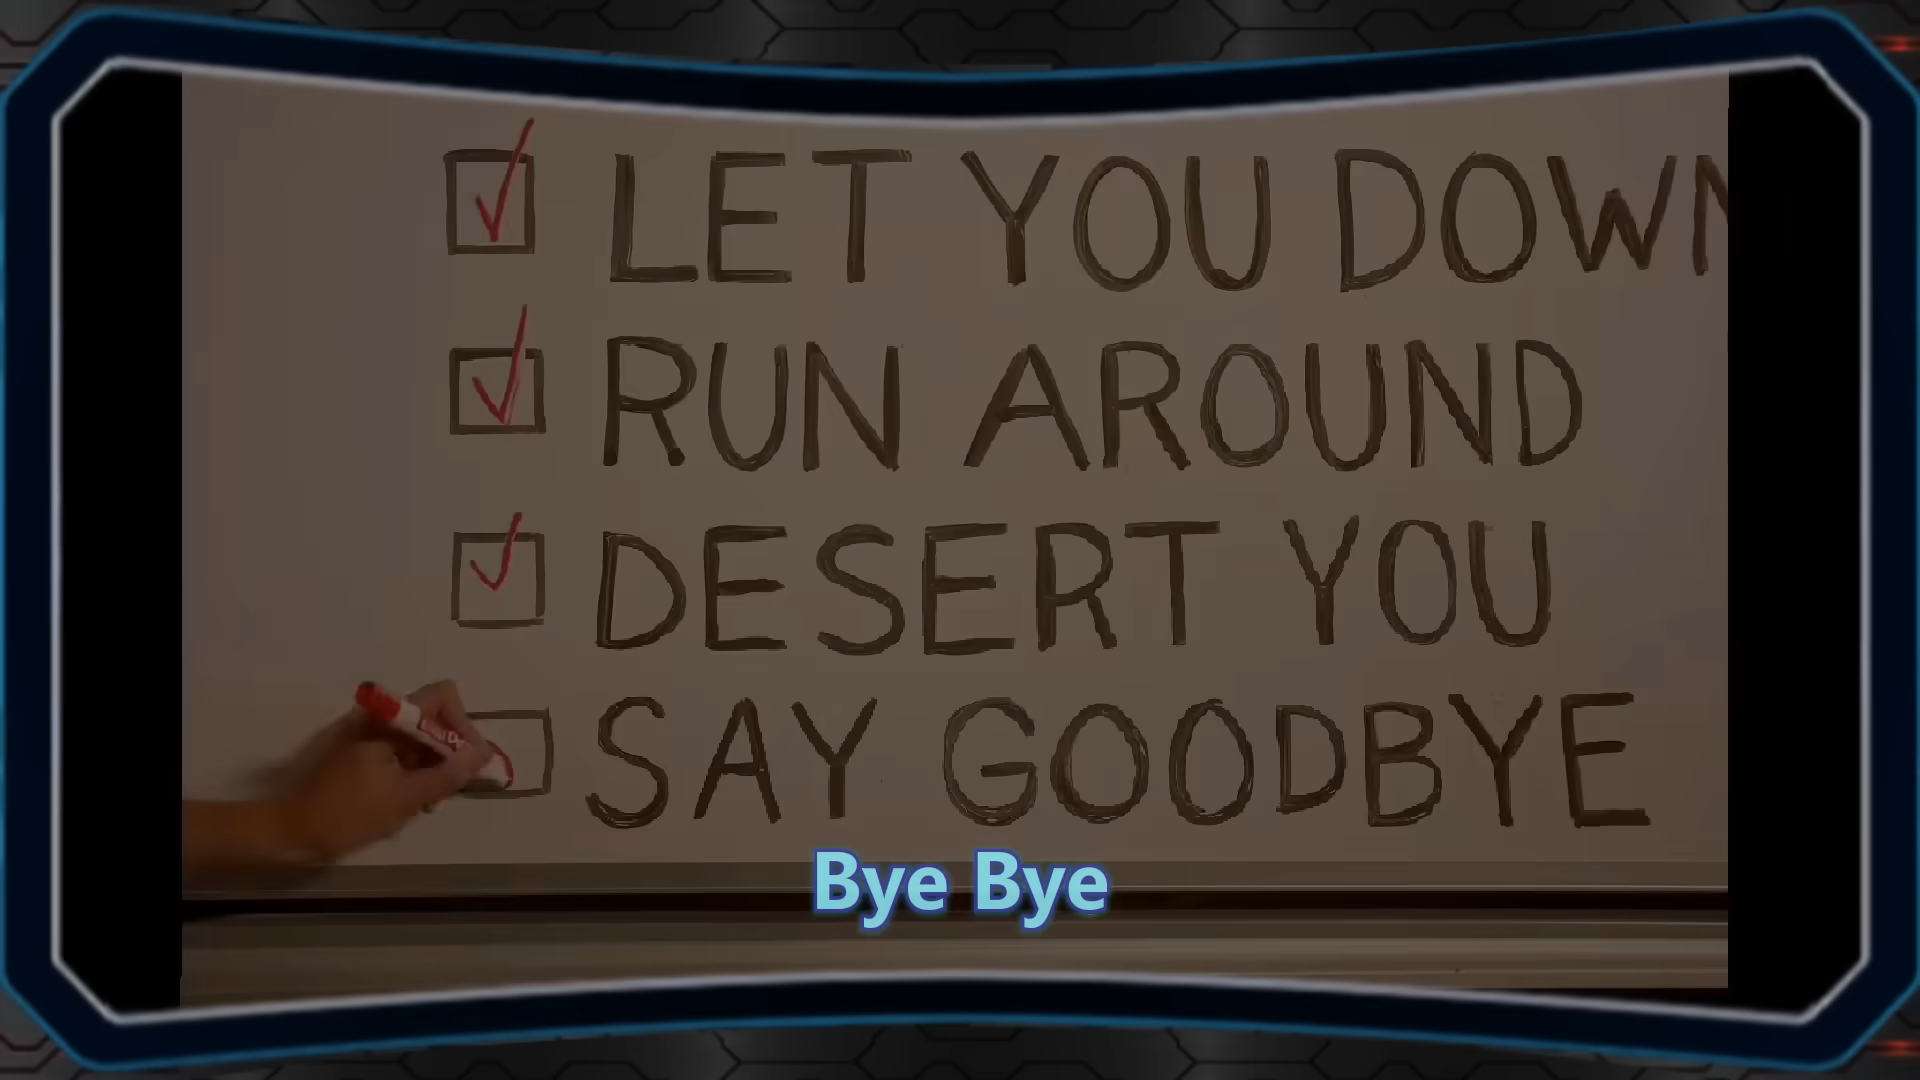 LET YOU DOWN
RUN AROUND
DESERT YOU
SAY GOODBYE
Bye Bye